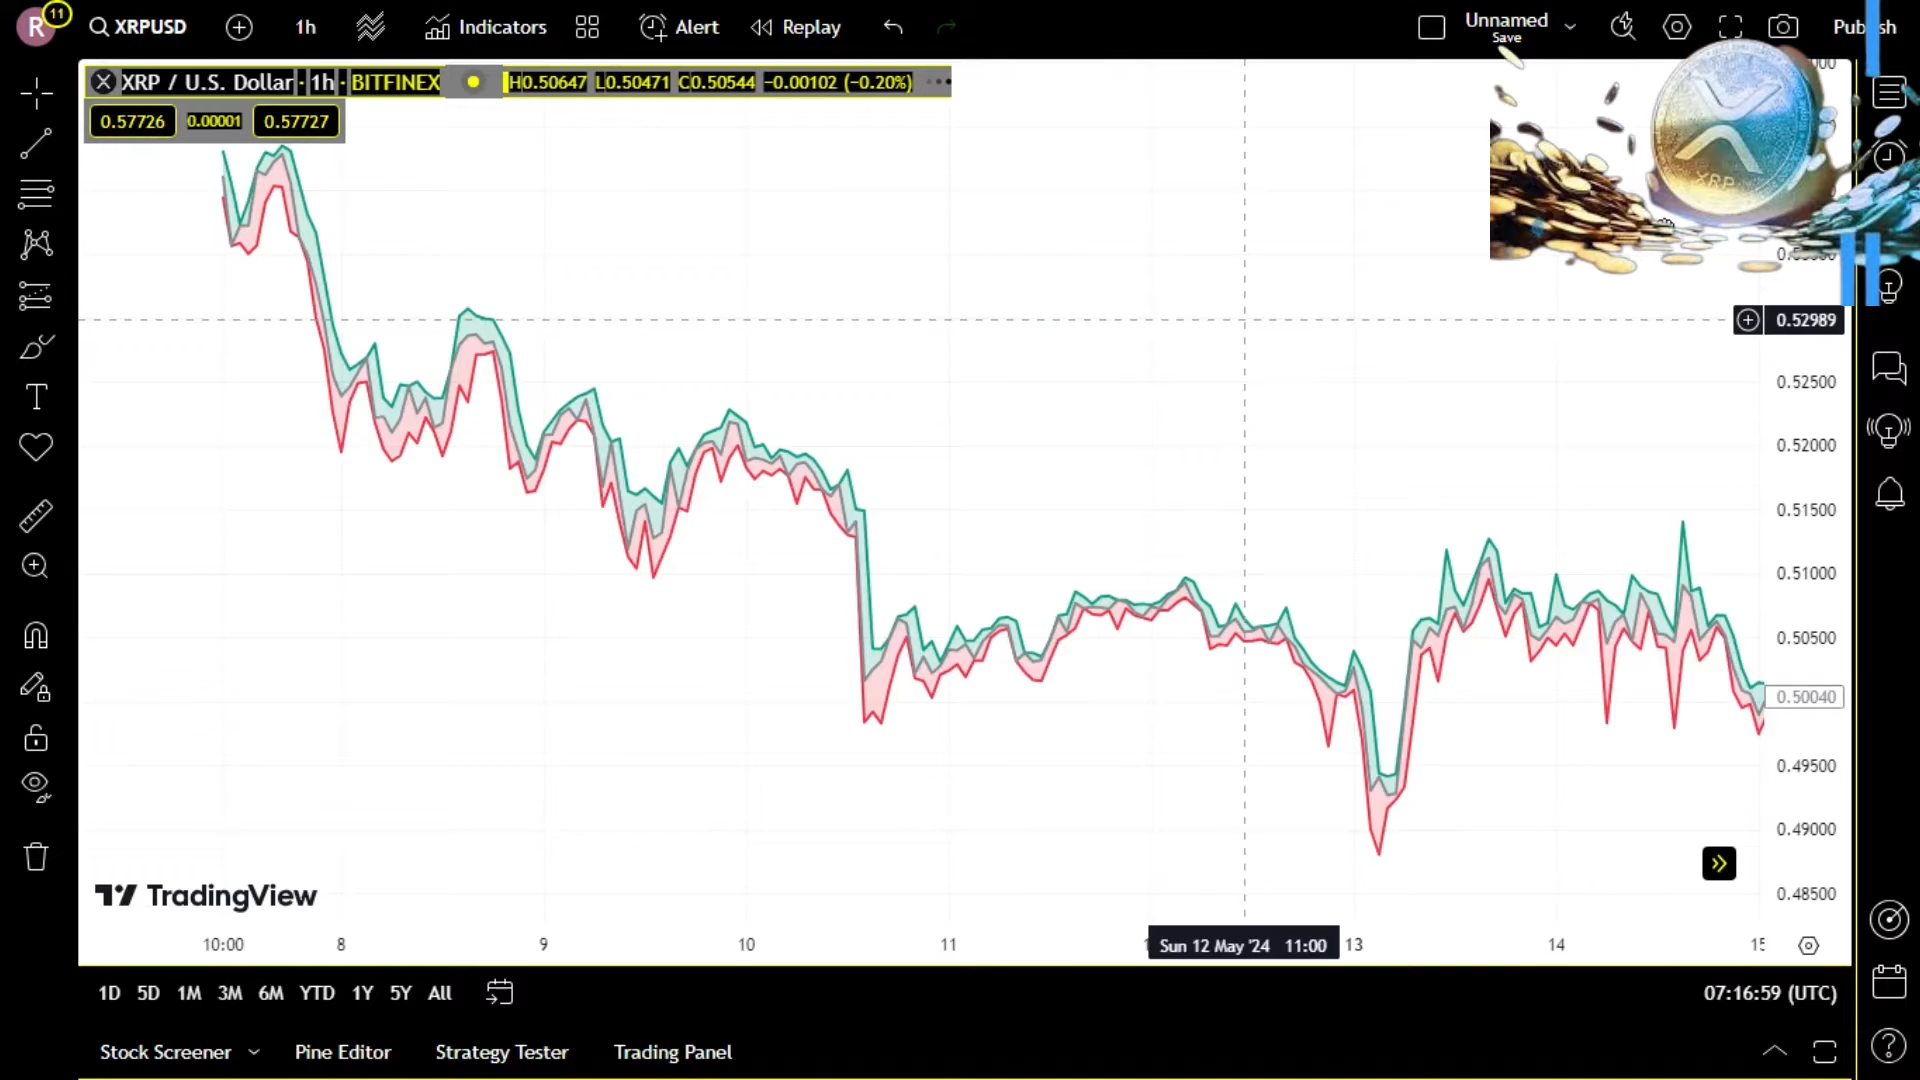 R 11 XRPUSD 1h Indicators Alert Replay Unnamed Publish
Save
XRP / U.S. Dollar · 1h · BITFINEX H0.50647 L0.50471 C0.50544 −0.00102 (−0.20%)
0.57726 0.00001 0.57727
XRP
0.52989
0.52500
0.52000
0.51500
0.51000
0.50500
0.50040
0.49500
0.49000
0.48500
TradingView
10:00 8 9 10 11 Sun 12 May '24 11:00 13 14 15
1D 5D 1M 3M 6M YTD 1Y 5Y All 07:16:59 (UTC)
Stock Screener Pine Editor Strategy Tester Trading Panel